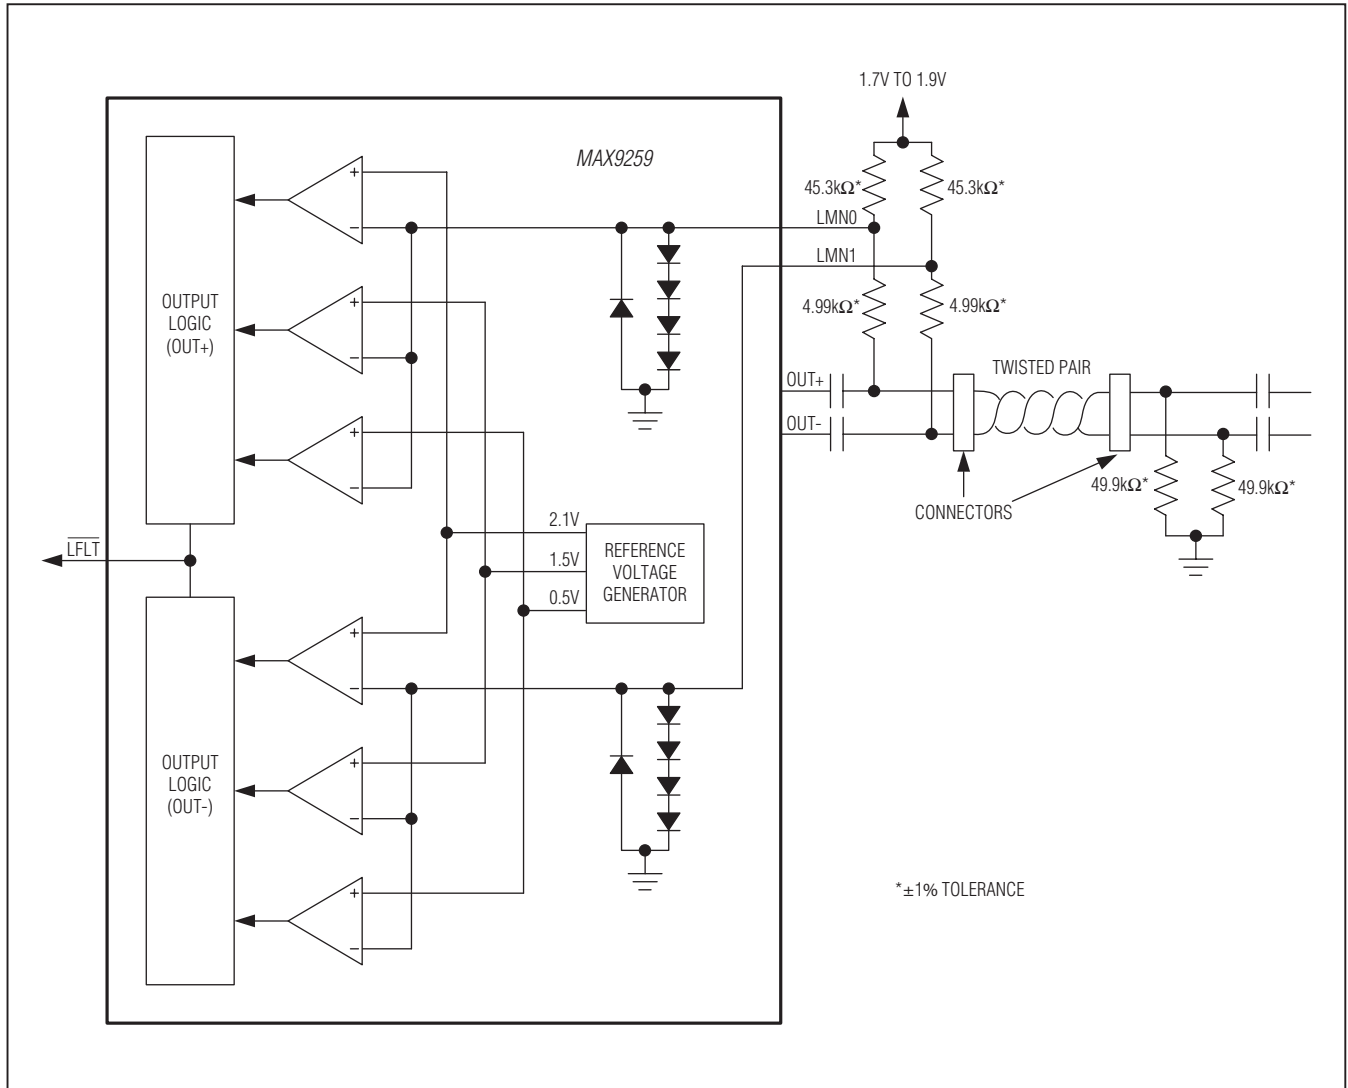 1.7V TO 1.9V
MAX9259
45.3kΩ*
45.3kΩ*
LMN0
LMN1
4.99kΩ*
4.99kΩ*
OUTPUT
LOGIC
(OUT+)
+
−
+
−
+
−
OUT+
OUT-
TWISTED PAIR
CONNECTORS
49.9kΩ*
49.9kΩ*
LFLT
2.1V
1.5V
0.5V
REFERENCE
VOLTAGE
GENERATOR
OUTPUT
LOGIC
(OUT-)
+
−
+
−
+
−
*±1% TOLERANCE